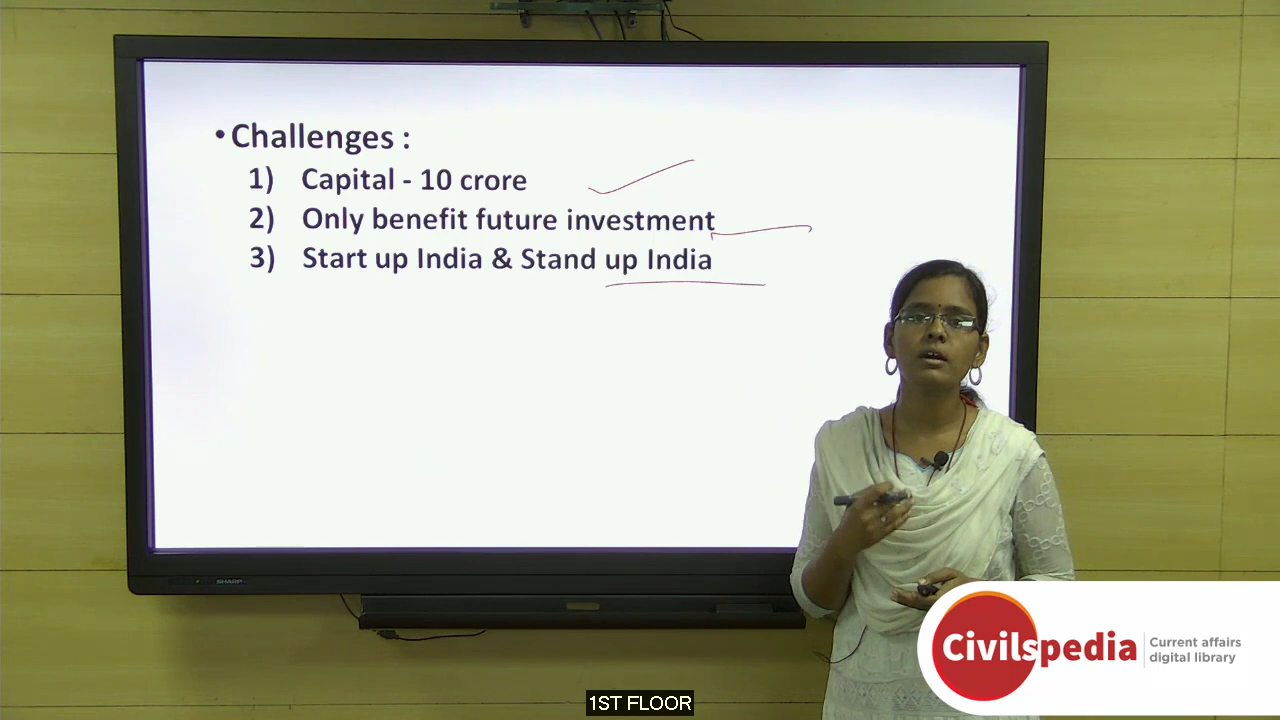 • Challenges :
1) Capital - 10 crore
2) Only benefit future investment
3) Start up India & Stand up India
SHARP
Civilspedia
Current affairs
digital library
1ST FLOOR